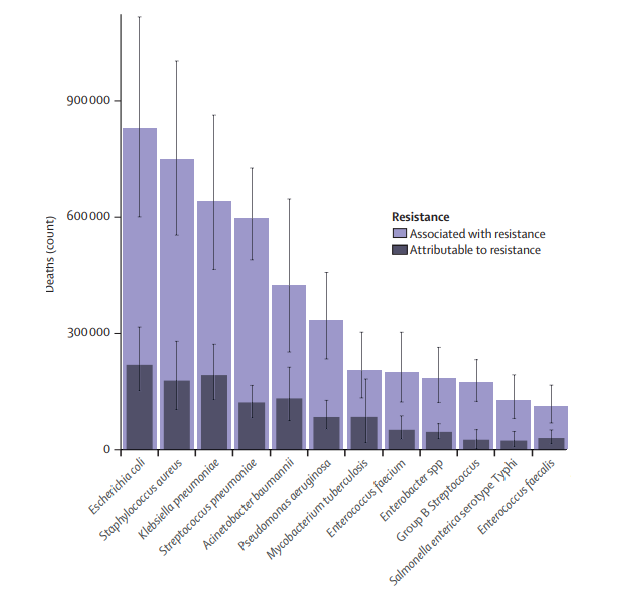 900 000
600 000
300 000
0
Deaths (count)
Resistance
Associated with resistance
Attributable to resistance
Escherichia coli
Staphylococcus aureus
Klebsiella pneumoniae
Streptococcus pneumoniae
Acinetobacter baumannii
Pseudomonas aeruginosa
Mycobacterium tuberculosis
Enterococcus faecium
Enterobacter spp
Group B Streptococcus
Salmonella enterica serotype Typhi
Enterococcus faecalis